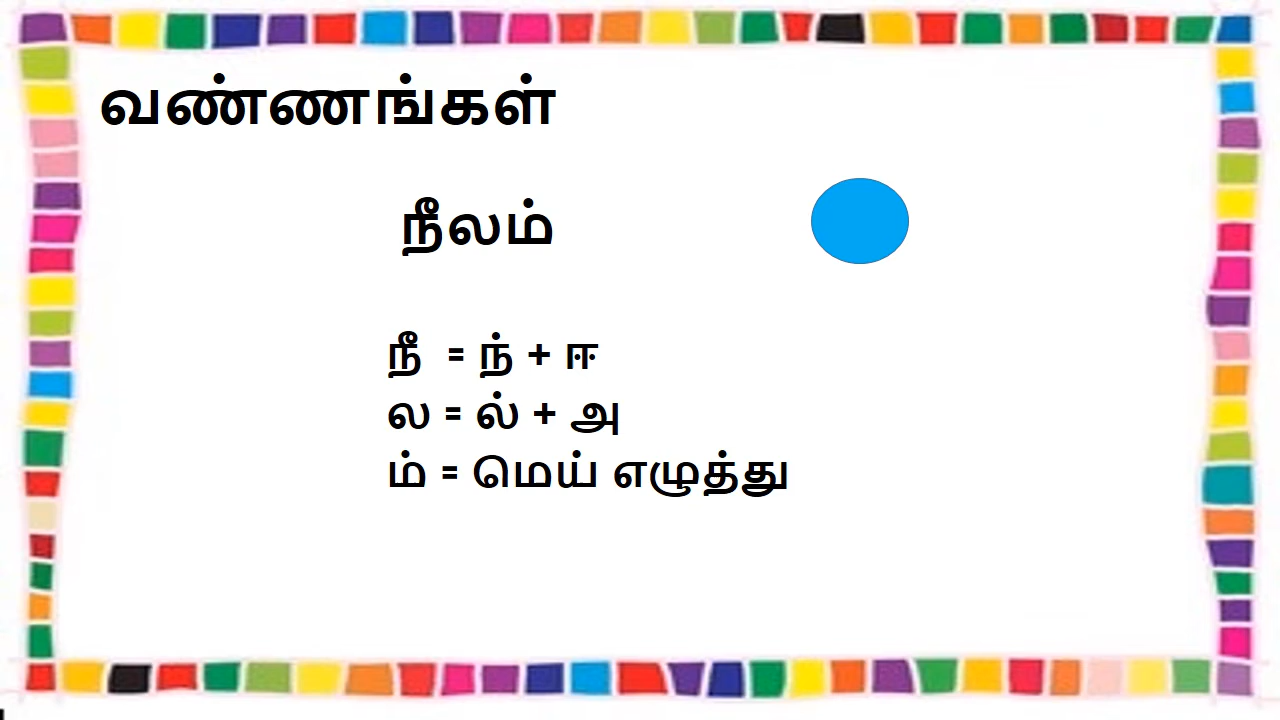 வண்ணங்கள்
நீலம்
நீ = ந் + ஈ
ல = ல் + அ
ம் = மெய் எழுத்து